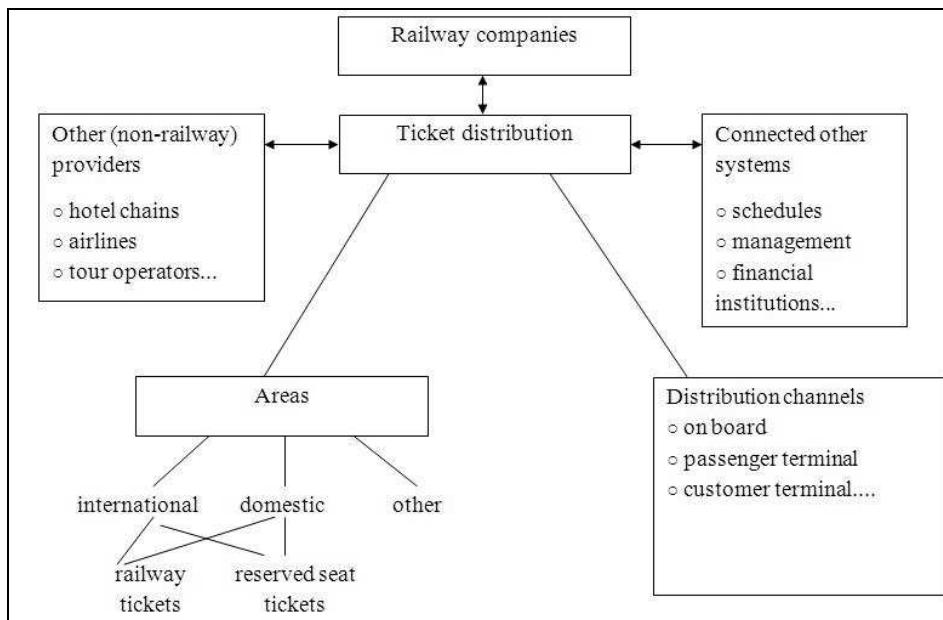 Railway companies
Other (non-railway)
providers
○ hotel chains
○ airlines
○ tour operators...
Ticket distribution
Connected other
systems
○ schedules
○ management
○ financial
institutions...
Areas
international
domestic
other
railway
tickets
reserved seat
tickets
Distribution channels
○ on board
○ passenger terminal
○ customer terminal....